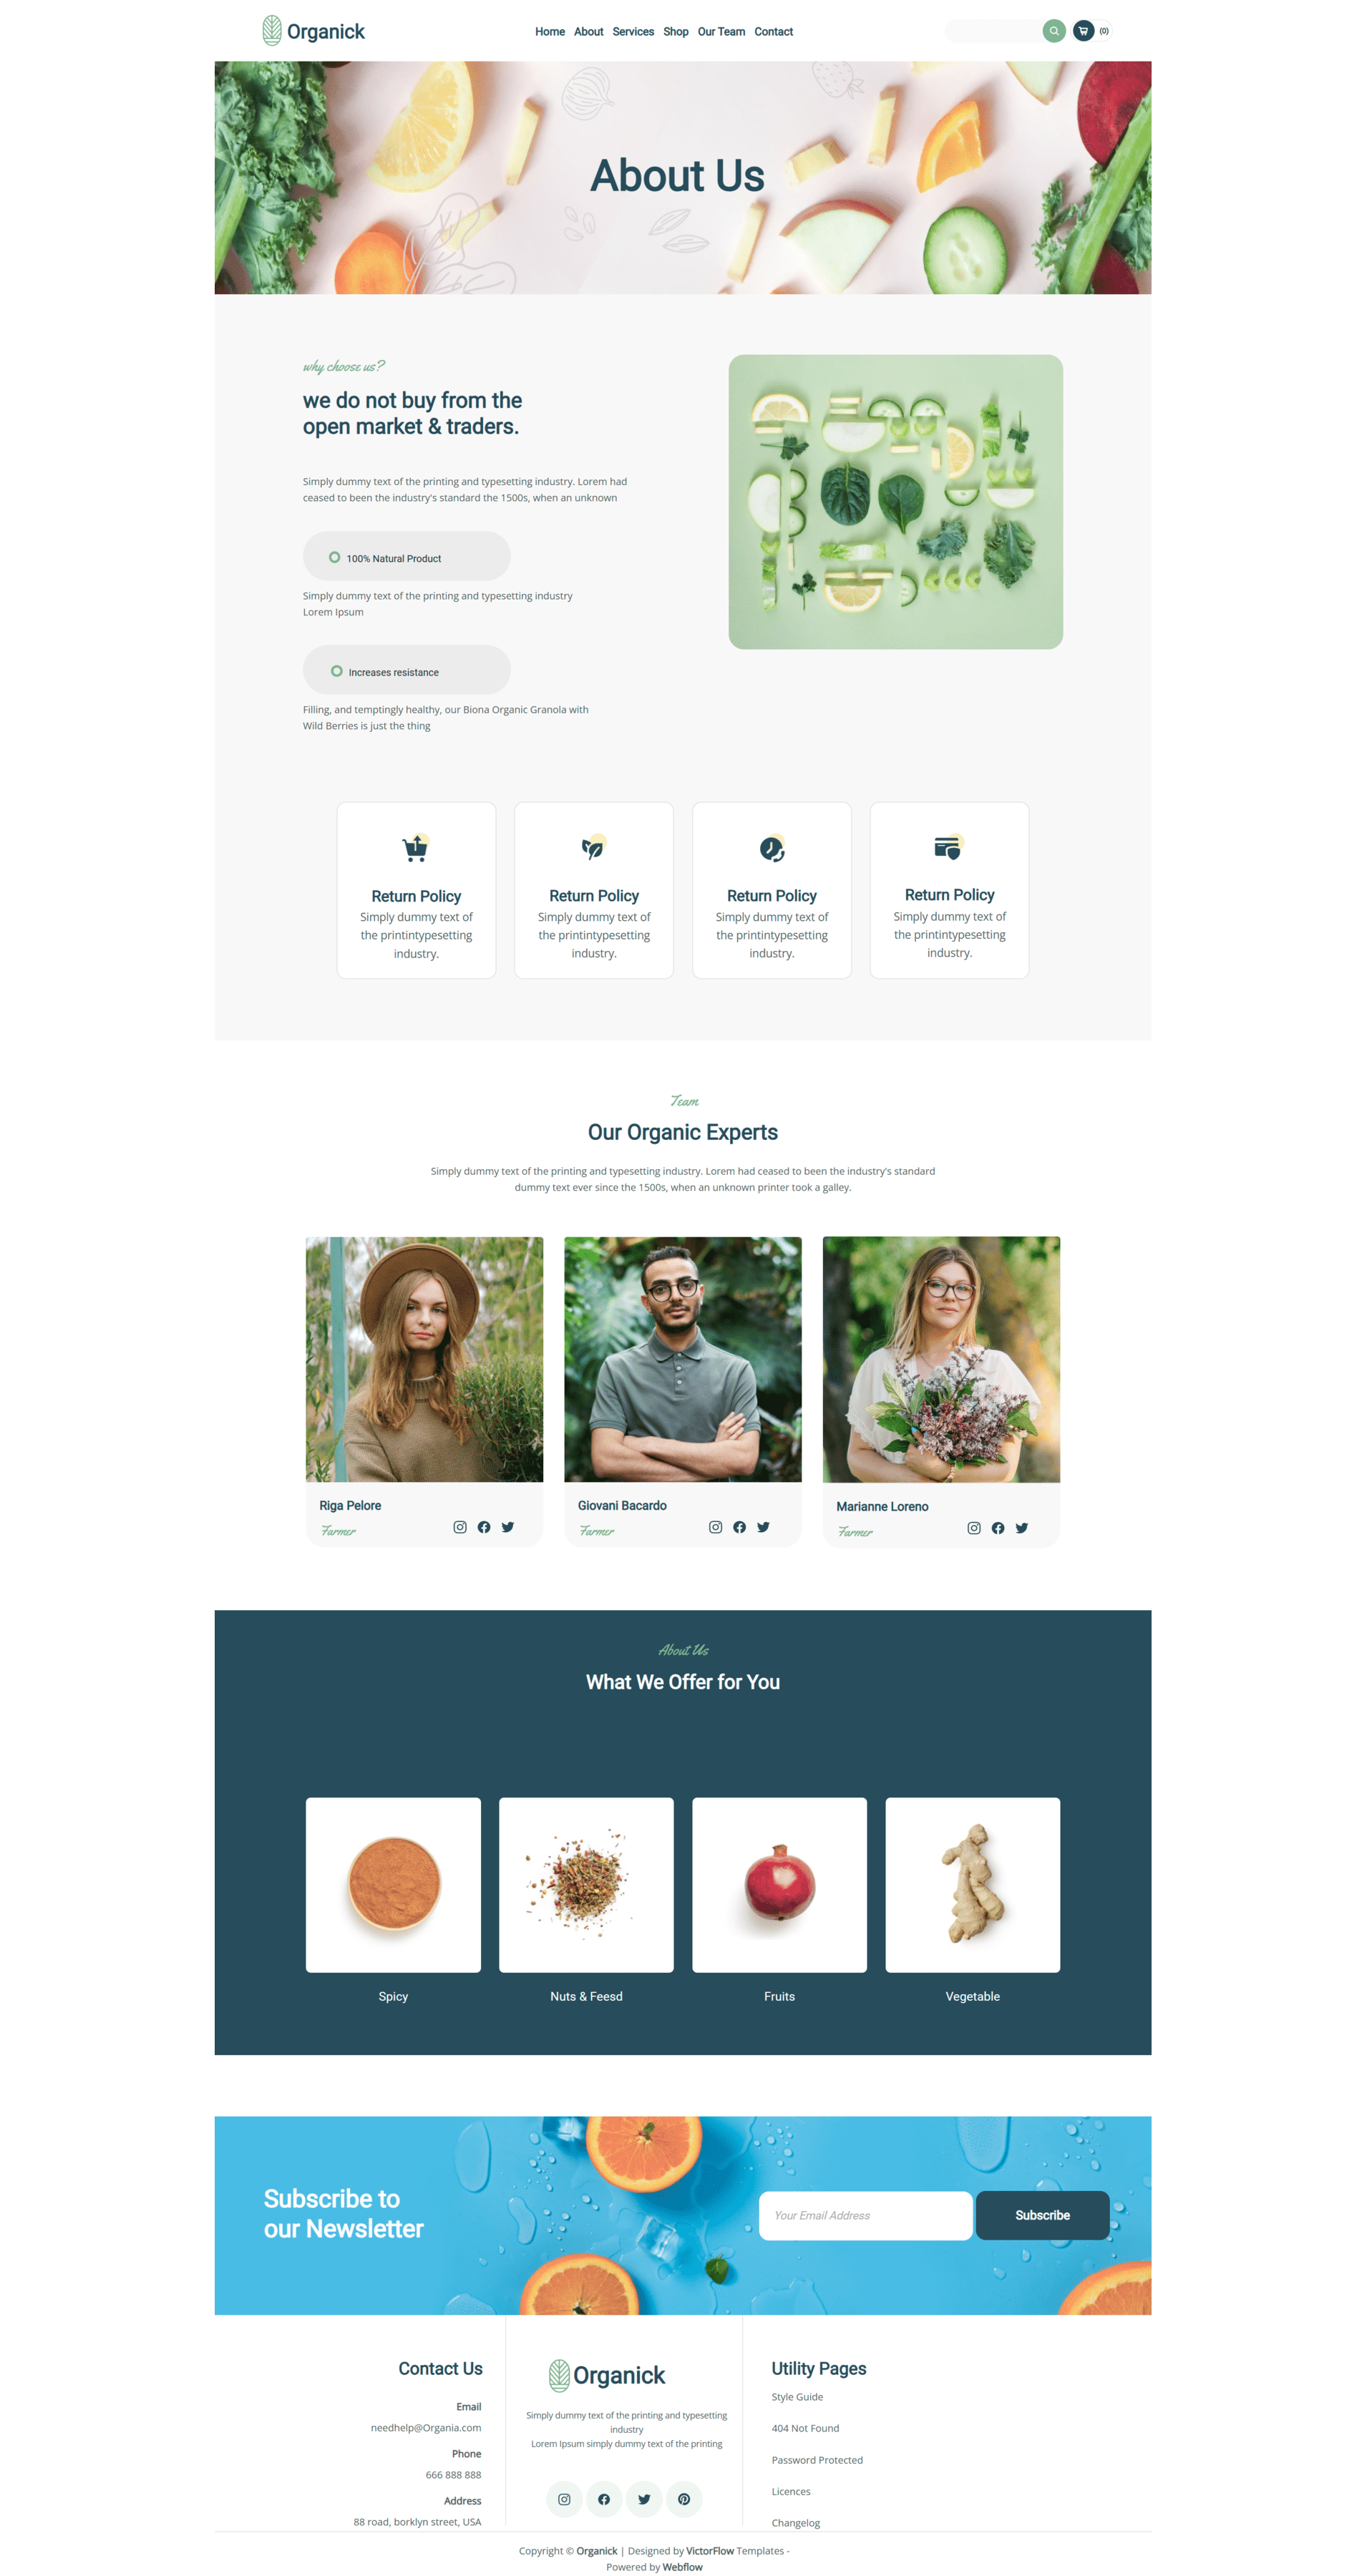 Organick
Home About Services Shop Our Team Contact
(0)
About Us
why choose us?
we do not buy from the
open market & traders.
Simply dummy text of the printing and typesetting industry. Lorem had
ceased to been the industry's standard the 1500s, when an unknown
100% Natural Product
Simply dummy text of the printing and typesetting industry
Lorem Ipsum
Increases resistance
Filling, and temptingly healthy, our Biona Organic Granola with
Wild Berries is just the thing
Return Policy
Simply dummy text of
the printintypesetting
industry.
Return Policy
Simply dummy text of
the printintypesetting
industry.
Return Policy
Simply dummy text of
the printintypesetting
industry.
Return Policy
Simply dummy text of
the printintypesetting
industry.
Team
Our Organic Experts
Simply dummy text of the printing and typesetting industry. Lorem had ceased to been the industry's standard
dummy text ever since the 1500s, when an unknown printer took a galley.
Riga Pelore
Farmer
Giovani Bacardo
Farmer
Marianne Loreno
Farmer
About Us
What We Offer for You
Spicy
Nuts & Feesd
Fruits
Vegetable
Subscribe to
our Newsletter
Your Email Address
Subscribe
Contact Us
Email
needhelp@Organia.com
Phone
666 888 888
Address
88 road, borklyn street, USA
Organick
Simply dummy text of the printing and typesetting
industry
Lorem Ipsum simply dummy text of the printing
Utility Pages
Style Guide
404 Not Found
Password Protected
Licences
Changelog
Copyright © Organick | Designed by VictorFlow Templates -
Powered by Webflow